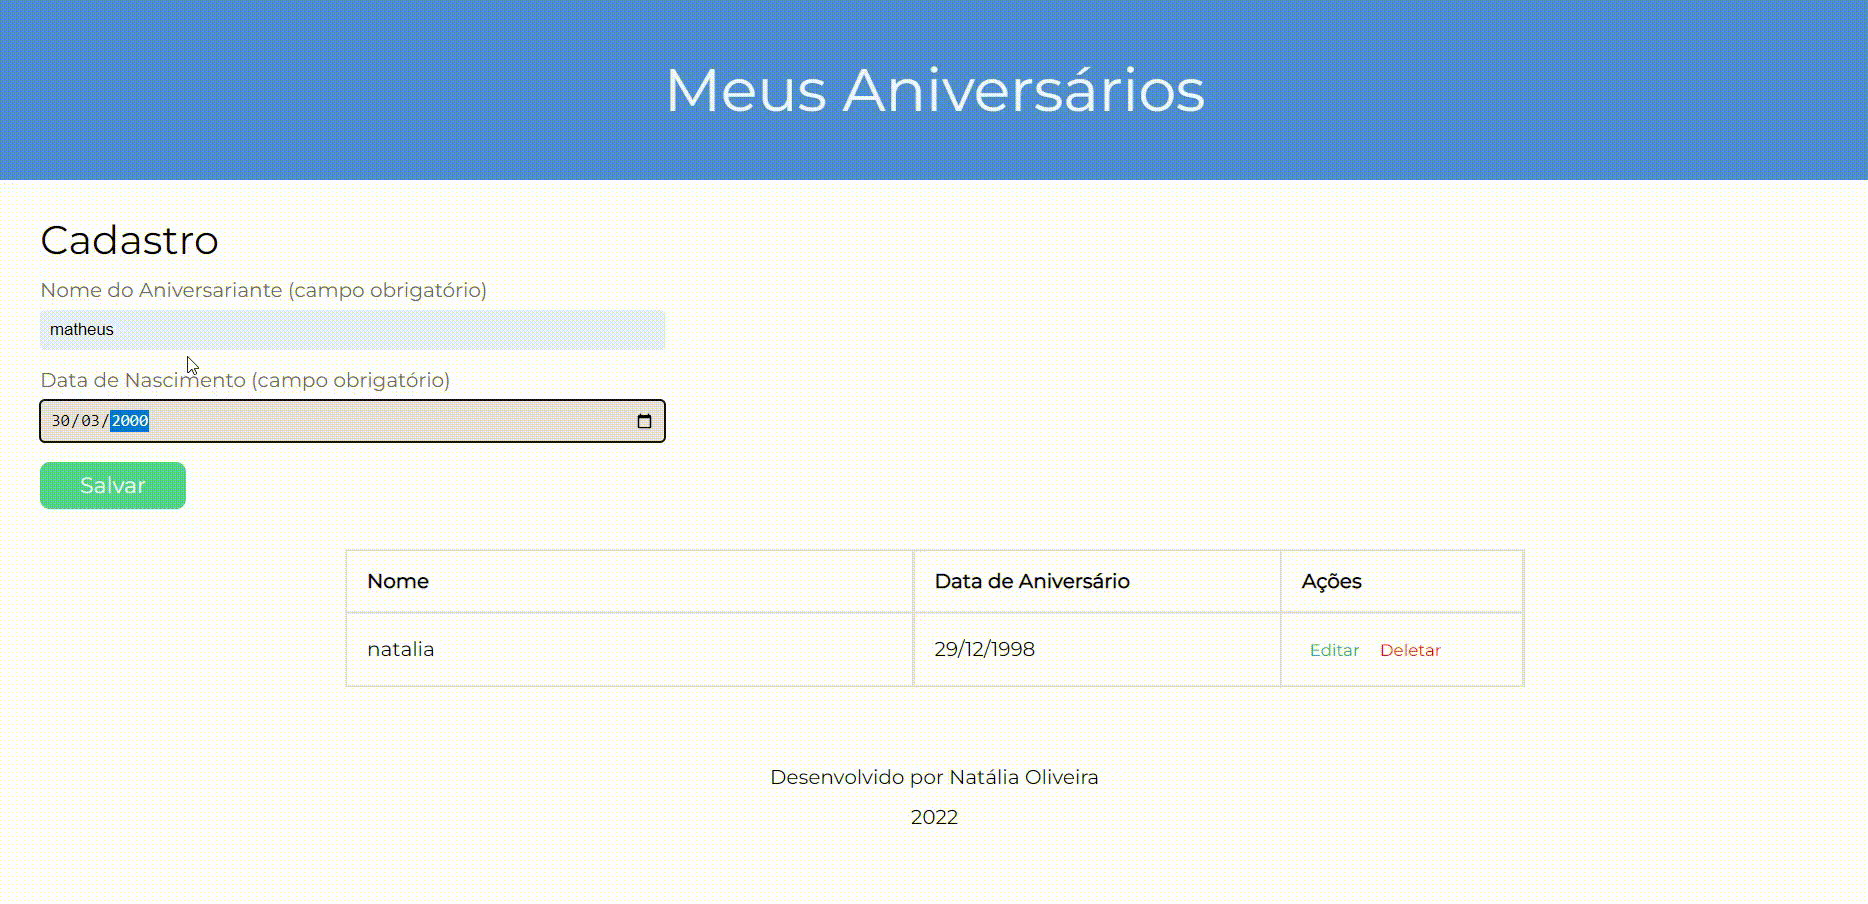 Meus Aniversários
Cadastro
Nome do Aniversariante (campo obrigatório)
matheus
Data de Nascimento (campo obrigatório)
30/03/2000
Salvar
Nome Data de Aniversário Ações
natalia 29/12/1998 Editar Deletar
Desenvolvido por Natália Oliveira
2022